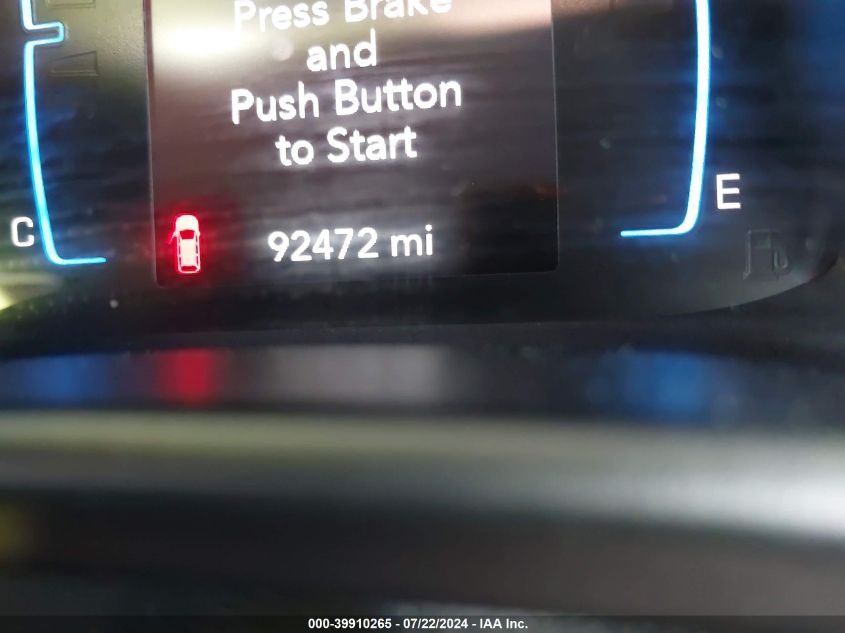 Press Brake
and
Push Button
to Start
C
E
92472 mi
000-39910265 - 07/22/2024 - IAA Inc.